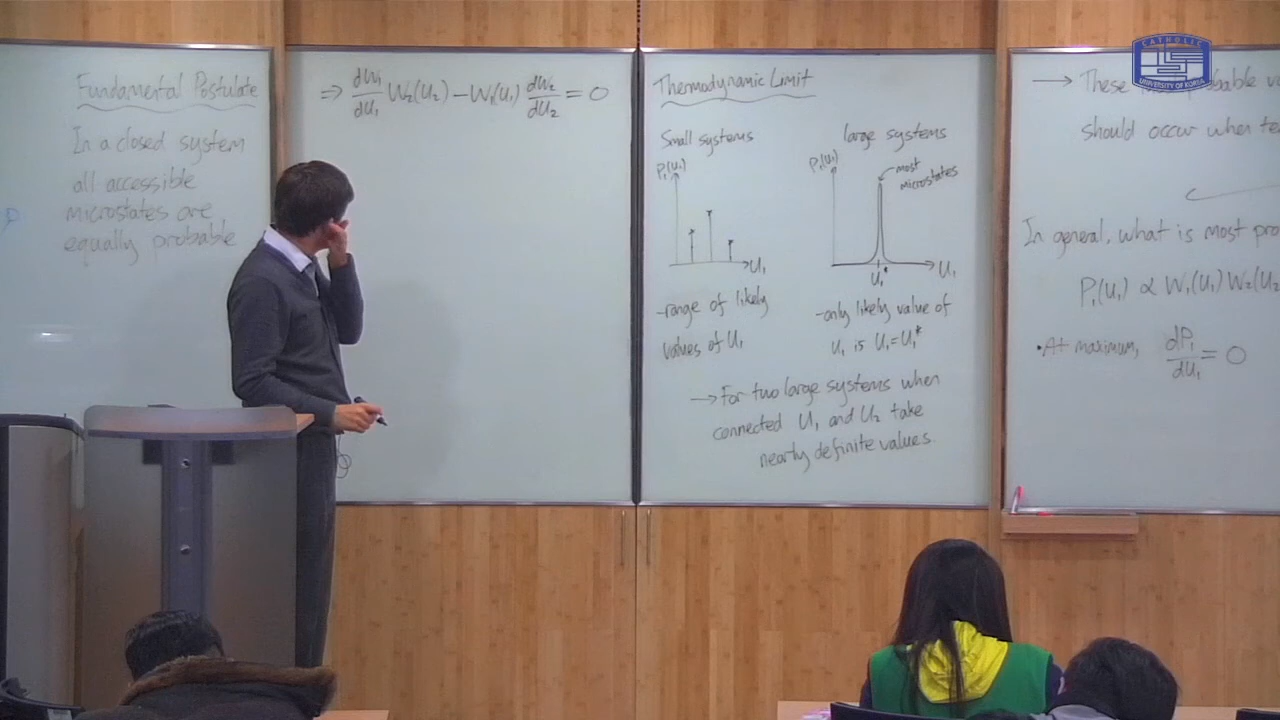 Fundamental Postulate
In a closed system
all accessible
microstates are
equally probable
⇒ dW₁/dU₁ W₂(U₂) − W₁(U₁) dW₂/dU₂ = 0
Thermodynamic Limit
Small systems
P₁(U₁)
U₁
-range of likely
values of U₁
large systems
P₁(U₁)
most
microstates
U₁*
U₁
-only likely value of
U₁ is U₁=U₁*
→ For two large systems when
connected U₁ and U₂ take
nearly definite values.
→ These
should occur when
In general, what is most
P₁(U₁) ∝ W₁(U₁) W₂(U₂
• At maximum, dP₁/dU₁ = 0
CATHOLIC
UNIVERSITY OF KOREA